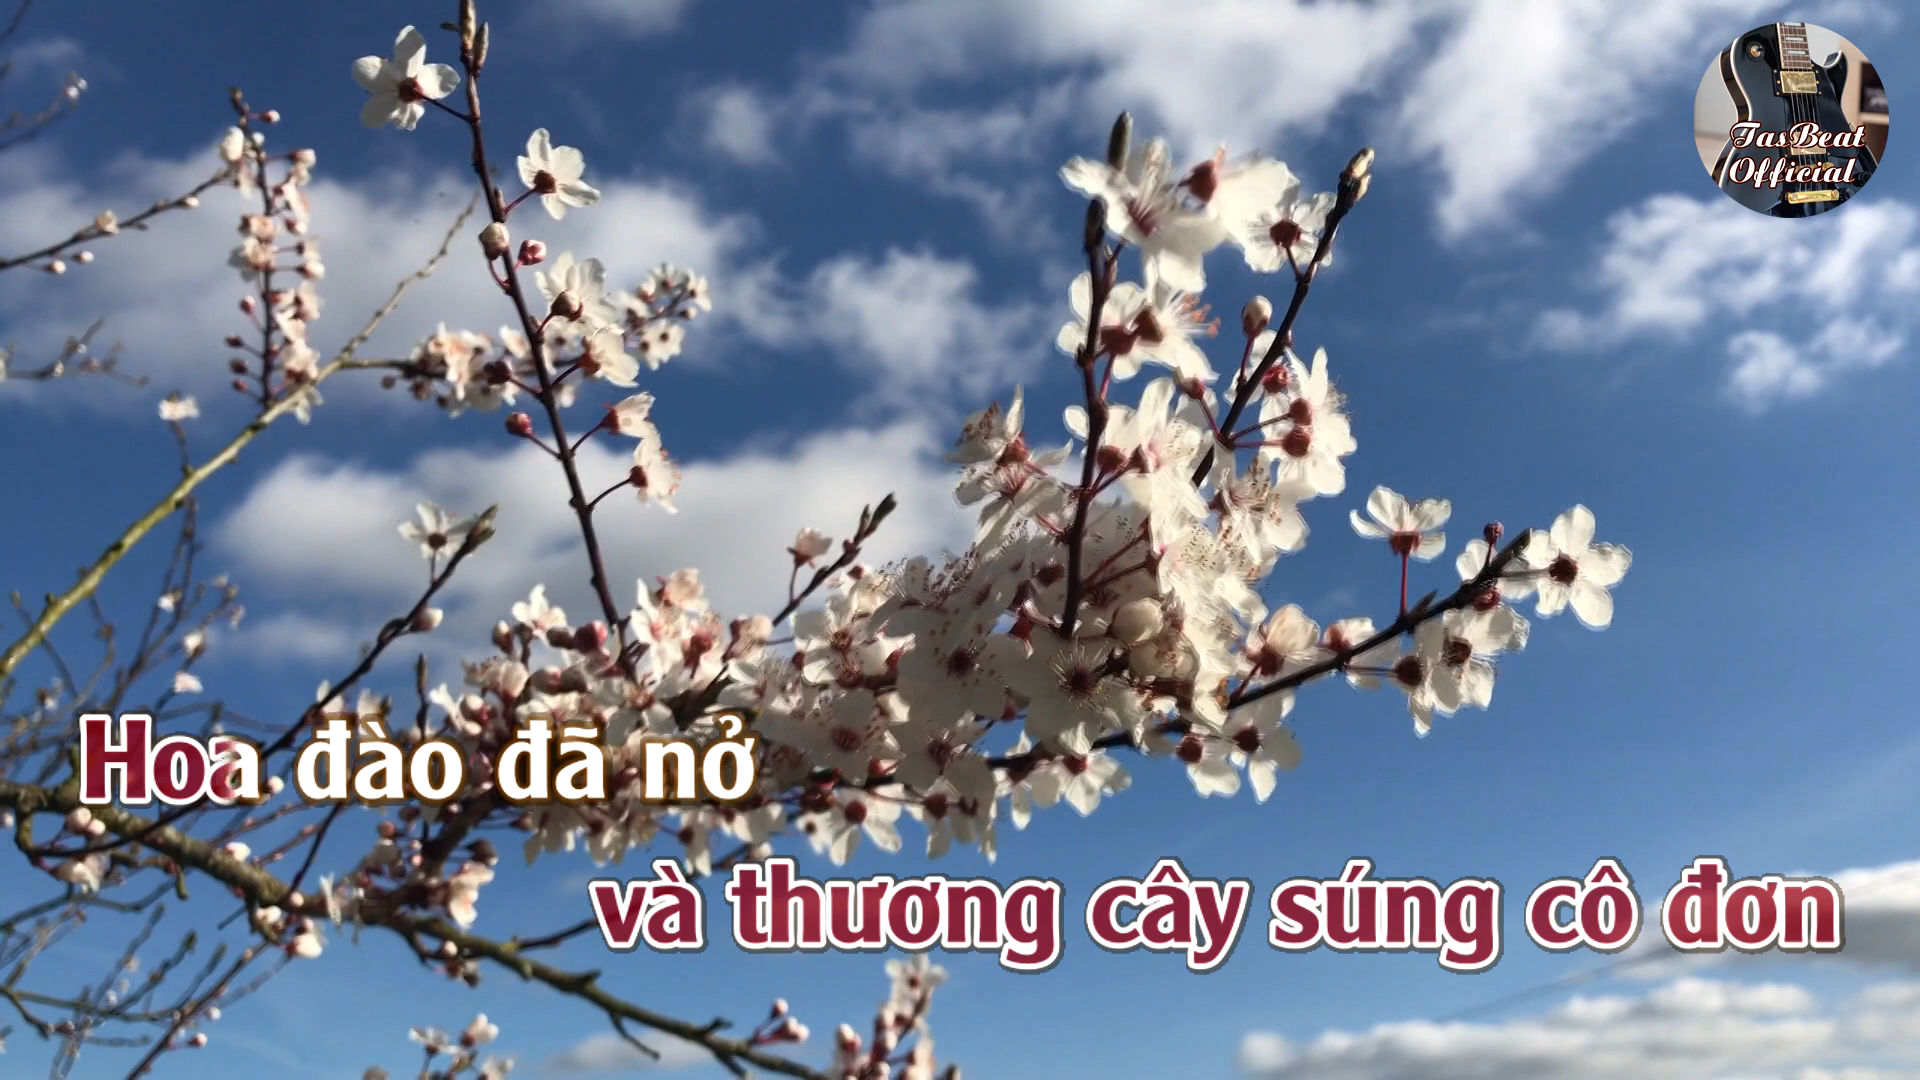 TasBeat
Official
Hoa đào đã nở
và thương cây súng cô đơn